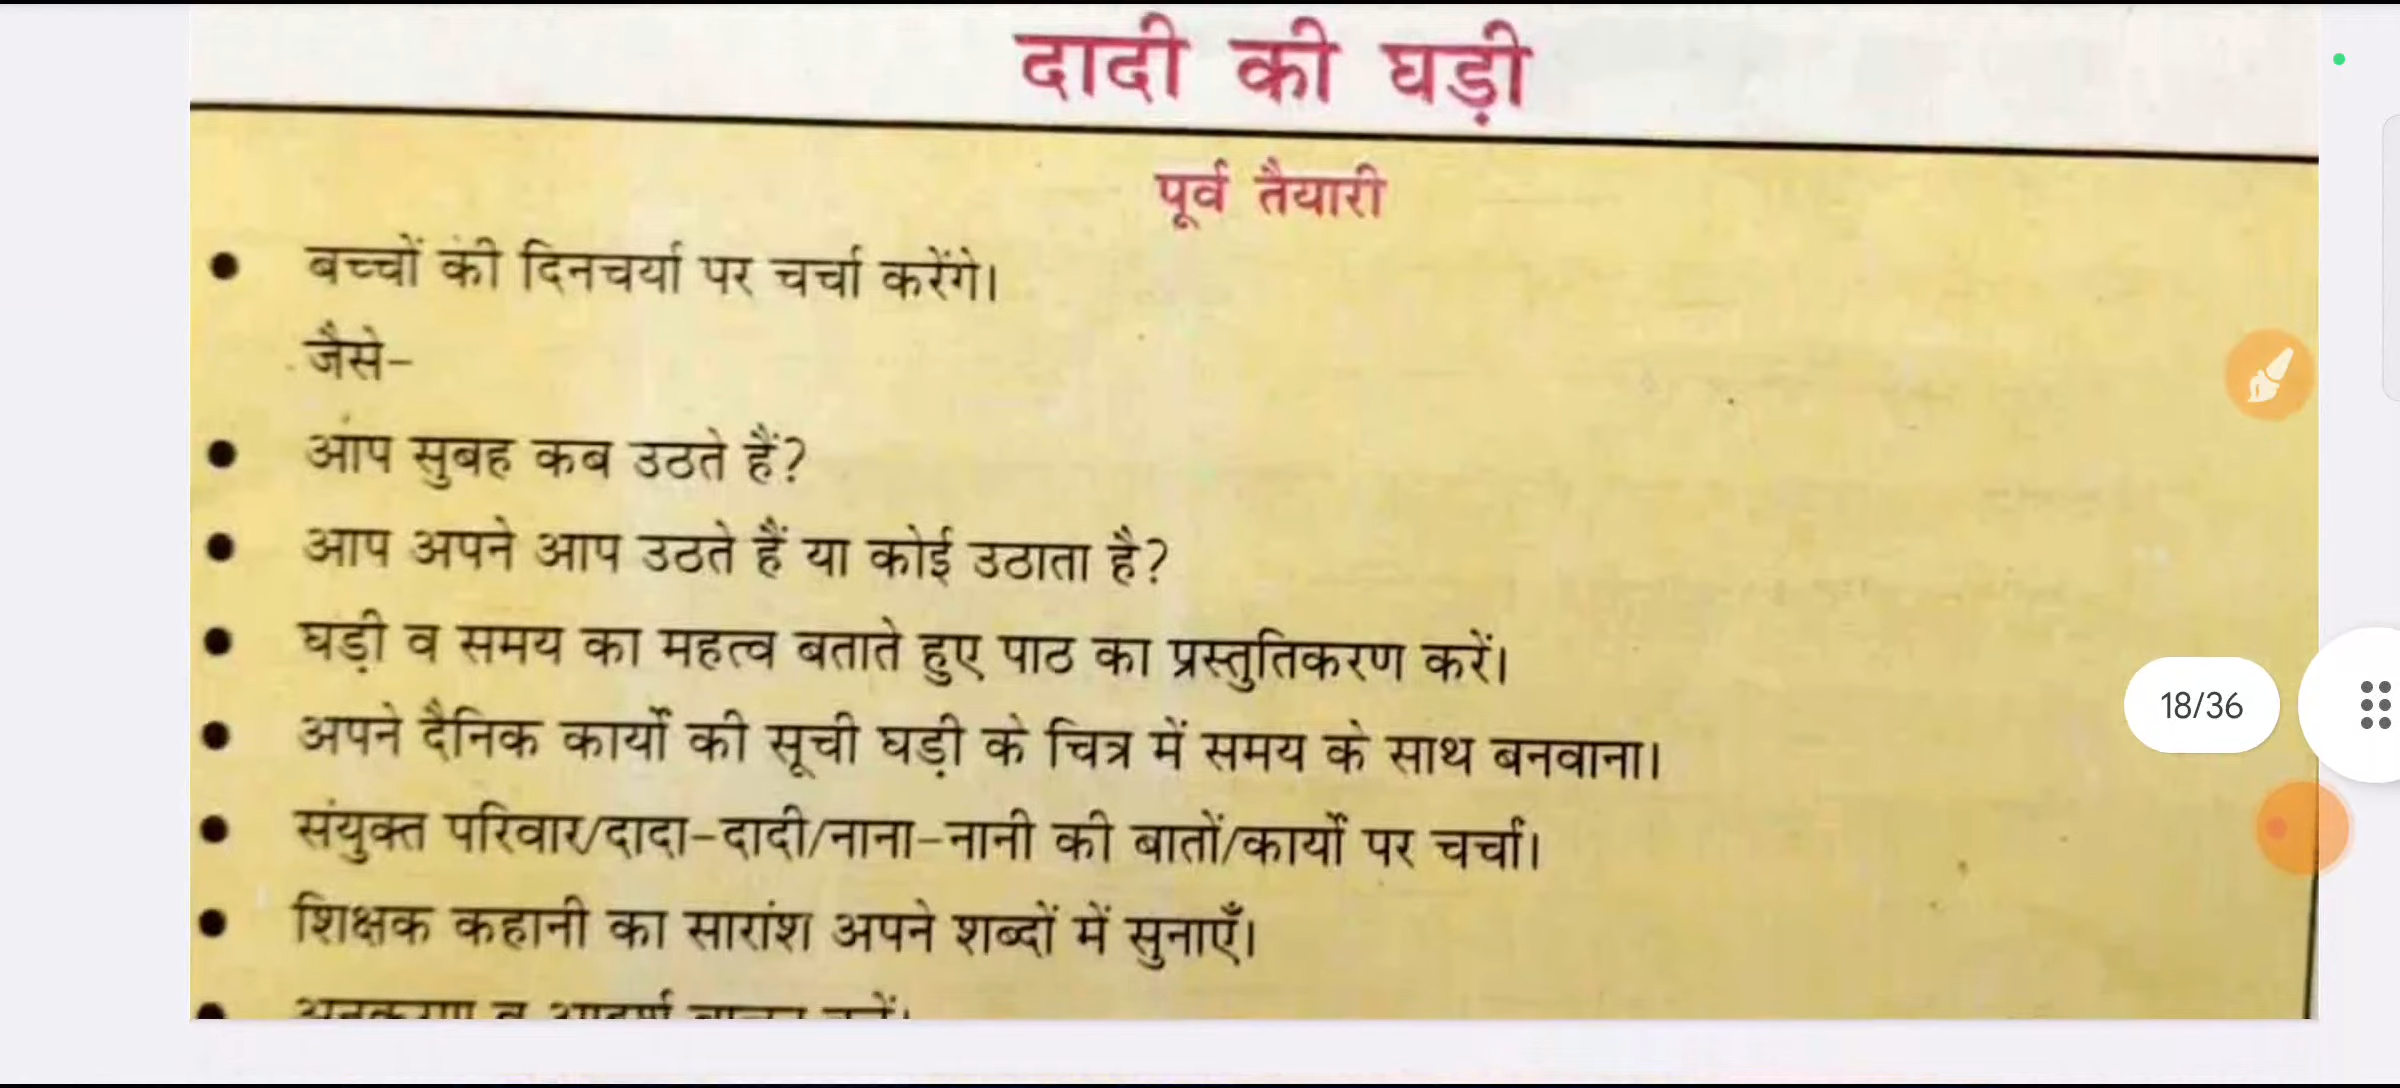 दादी की घड़ी
पूर्व तैयारी
● बच्चों की दिनचर्या पर चर्चा करेंगे।
जैसे-
● आप सुबह कब उठते हैं?
● आप अपने आप उठते हैं या कोई उठाता है?
● घड़ी व समय का महत्व बताते हुए पाठ का प्रस्तुतिकरण करें।
● अपने दैनिक कार्यों की सूची घड़ी के चित्र में समय के साथ बनवाना।
18/36
● संयुक्त परिवार/दादा-दादी/नाना-नानी की बातों/कार्यों पर चर्चा।
● शिक्षक कहानी का सारांश अपने शब्दों में सुनाएँ।